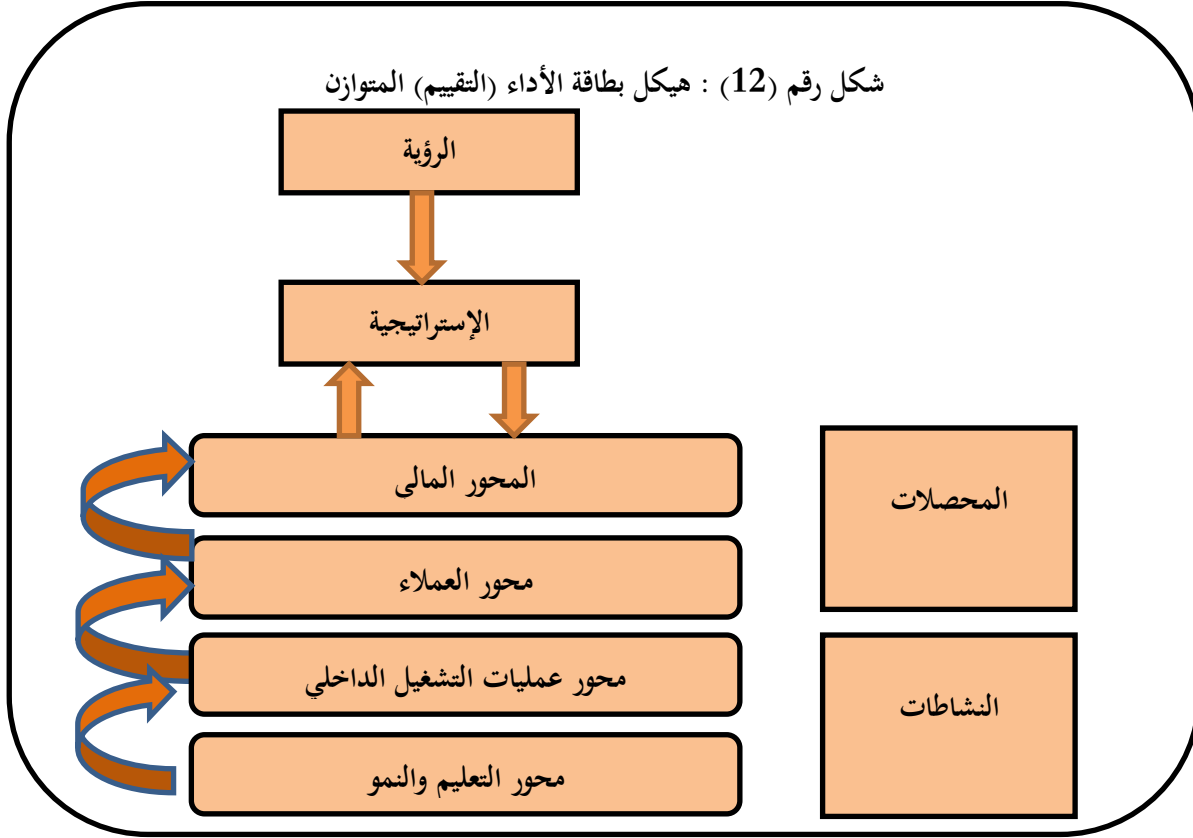 شكل رقم (12) : هيكل بطاقة الأداء (التقييم) المتوازن
الرؤية
الإستراتيجية
المحور المالى
محور العملاء
محور عمليات التشغيل الداخلي
محور التعليم والنمو
المحصلات
النشاطات